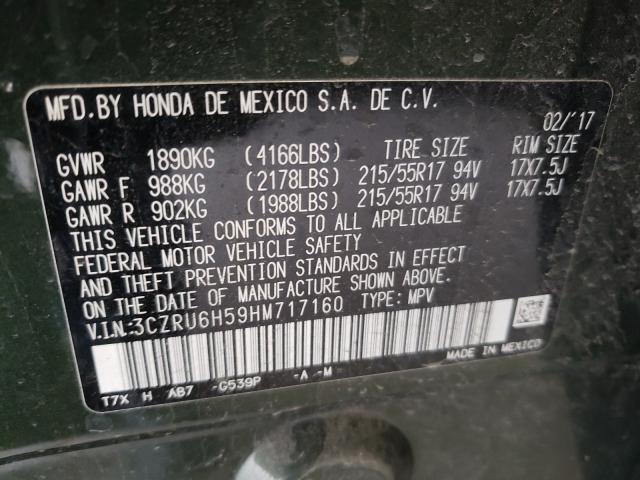 MFD.BY HONDA DE MEXICO S.A. DE C.V.
02/'17
TIRE SIZE RIM SIZE
GVWR 1890KG (4166LBS)
GAWR F 988KG (2178LBS) 215/55R17 94V 17X7.5J
GAWR R 902KG (1988LBS) 215/55R17 94V 17X7.5J
THIS VEHICLE CONFORMS TO ALL APPLICABLE
FEDERAL MOTOR VEHICLE SAFETY
AND THEFT PREVENTION STANDARDS IN EFFECT
ON THE DATE OF MANUFACTURE SHOWN ABOVE.
V.I.N:3CZRU6H59HM717160 TYPE: MPV
MADE IN MEXICO
T7X H AB7 -G539P -A -M-